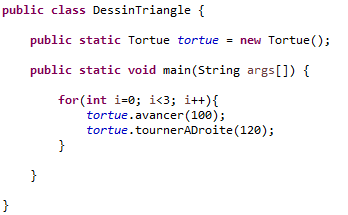 public class DessinTriangle {
public static Tortue tortue = new Tortue();
public static void main(String args[]) {
for(int i=0; i<3; i++){
tortue.avancer(100);
tortue.tournerADroite(120);
}
}
}